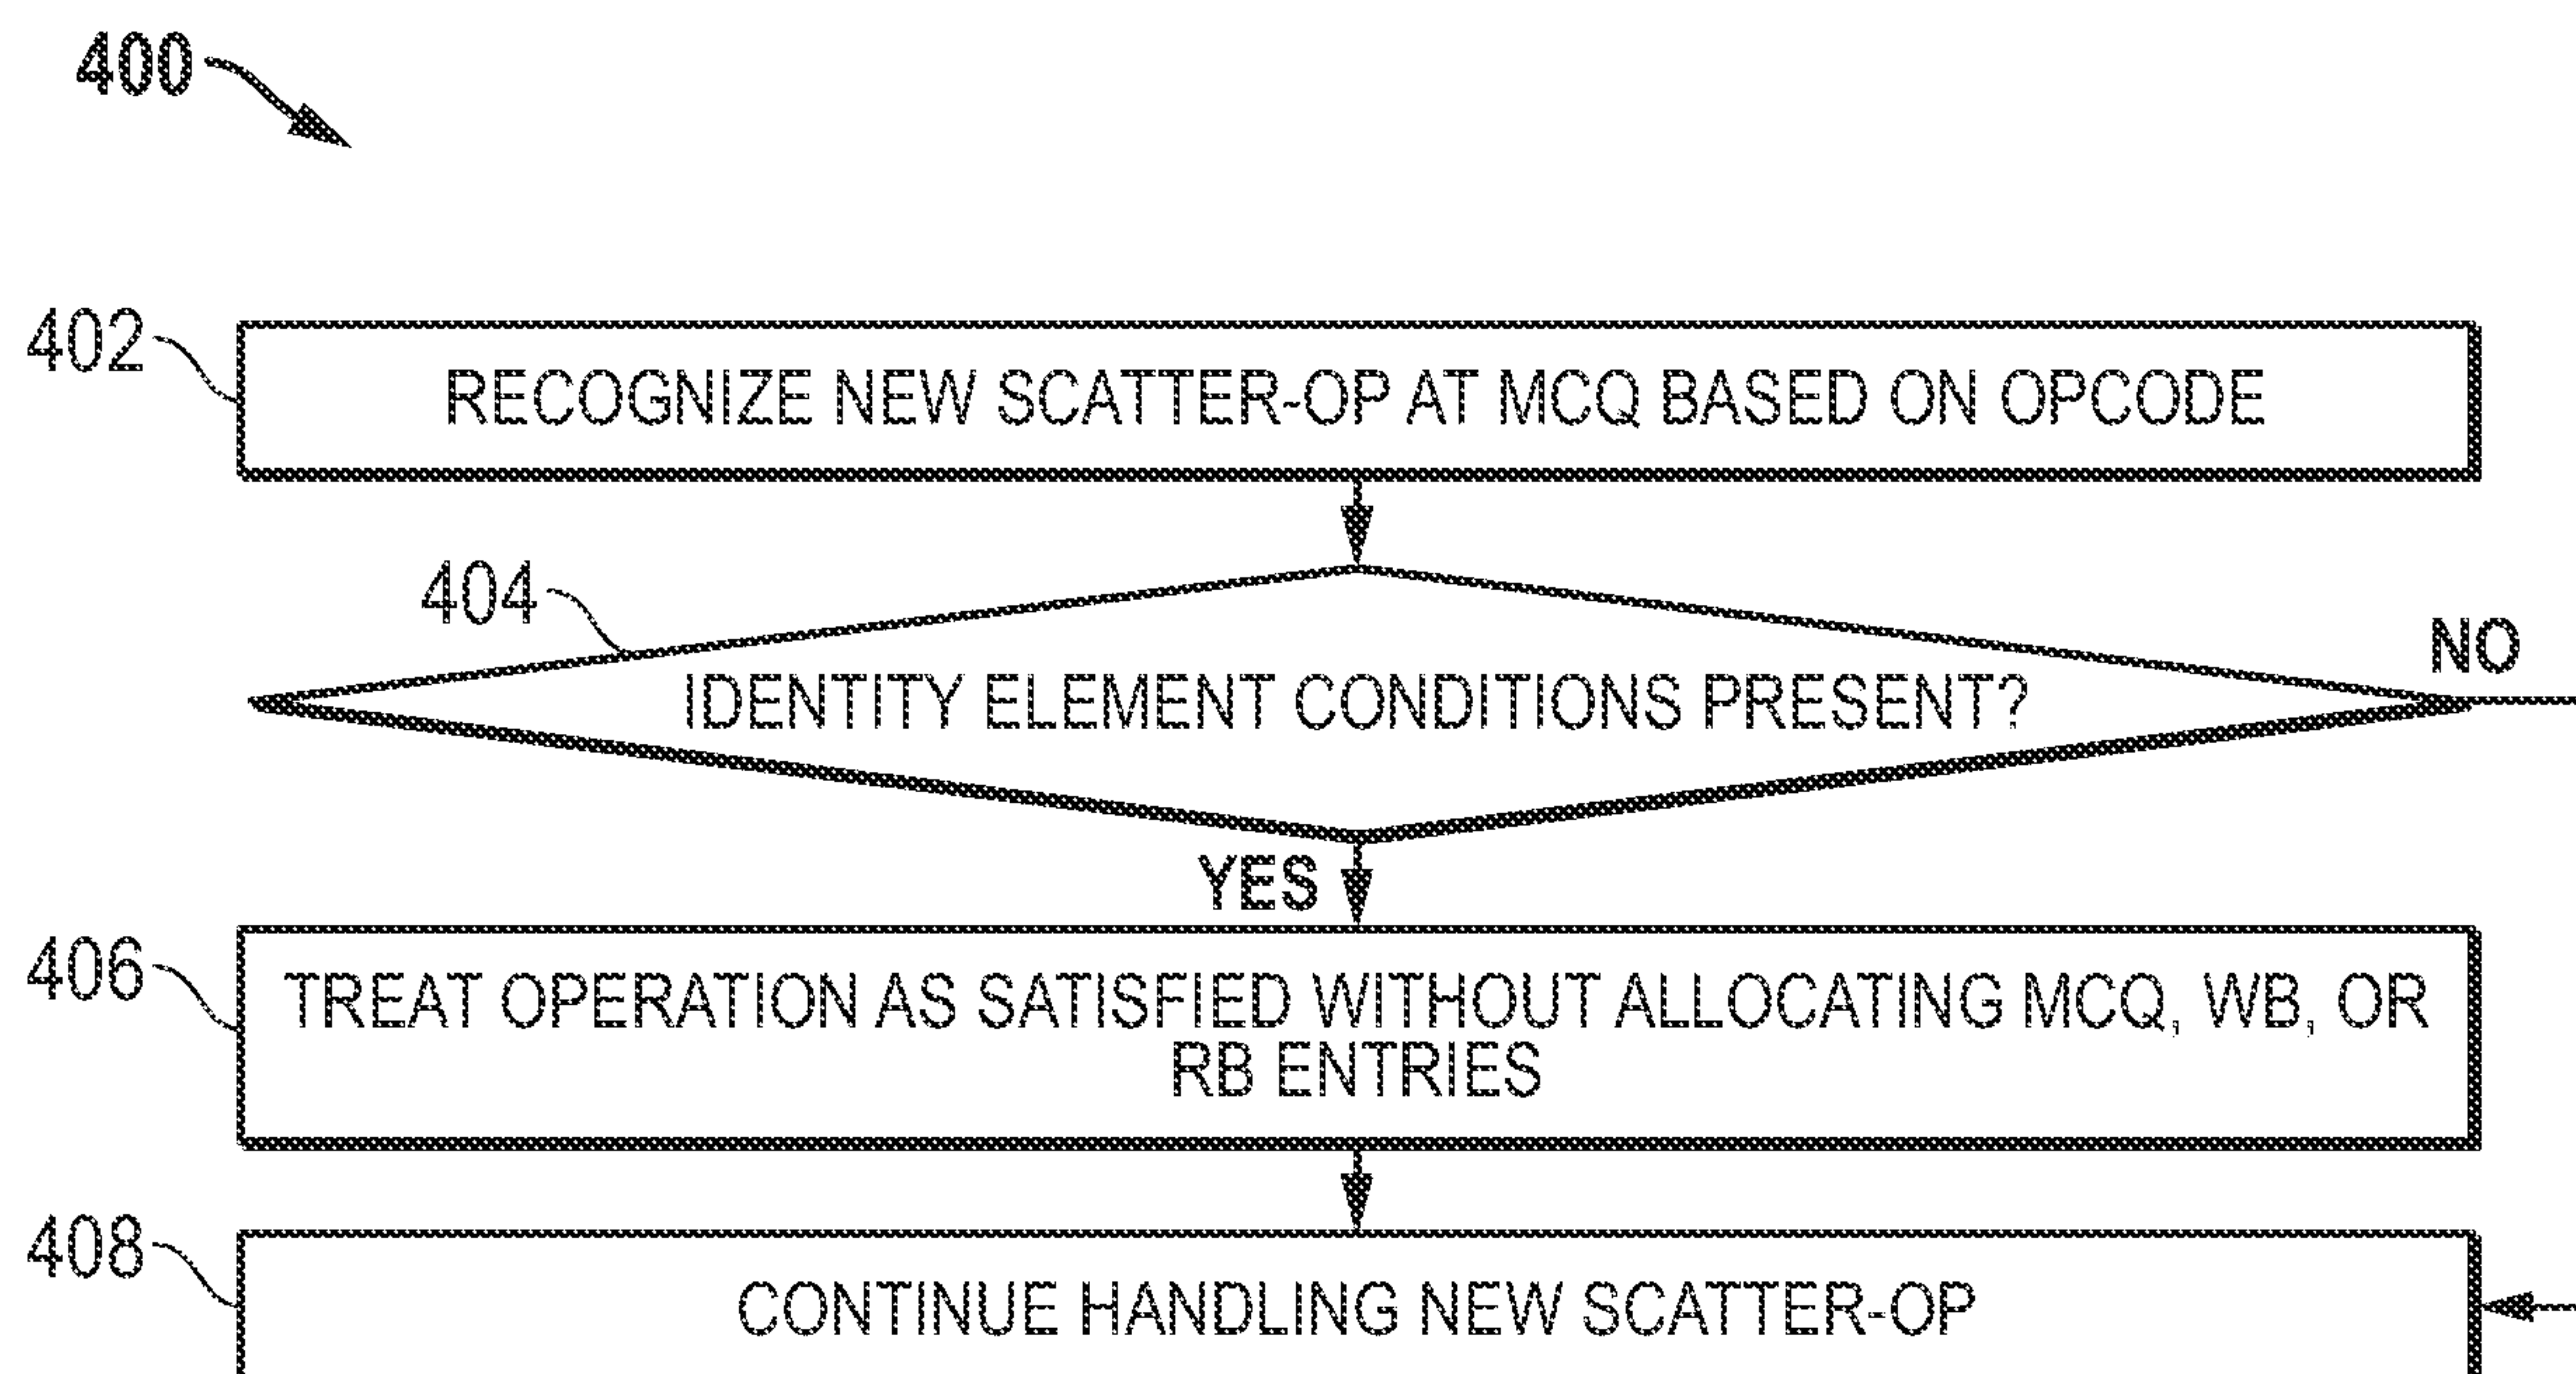 400
402
RECOGNIZE NEW SCATTER-OP AT MCQ BASED ON OPCODE
404
IDENTITY ELEMENT CONDITIONS PRESENT?
NO
YES
406
TREAT OPERATION AS SATISFIED WITHOUT ALLOCATING MCQ, WB, OR
RB ENTRIES
408
CONTINUE HANDLING NEW SCATTER-OP